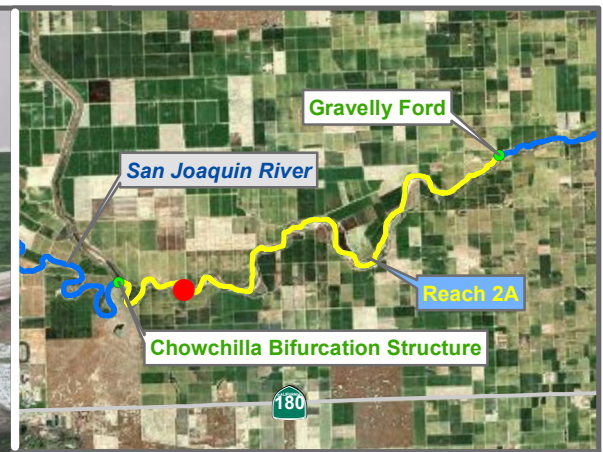 Gravelly Ford
San Joaquin River
Reach 2A
Chowchilla Bifurcation Structure
180